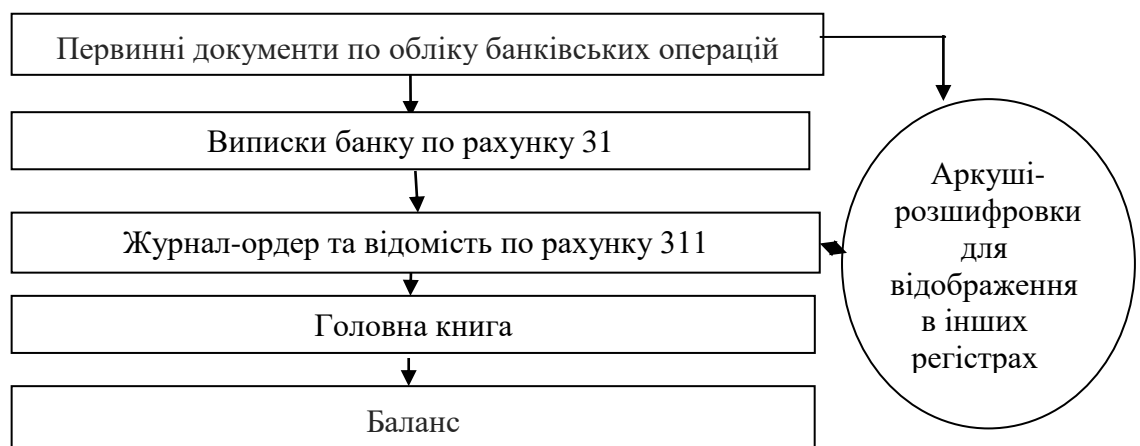 Первинні документи по обліку банківських операцій
Виписки банку по рахунку 31
Журнал-ордер та відомість по рахунку 311
Головна книга
Баланс
Аркуші-
розшифровки
для
відображення
в інших
регістрах